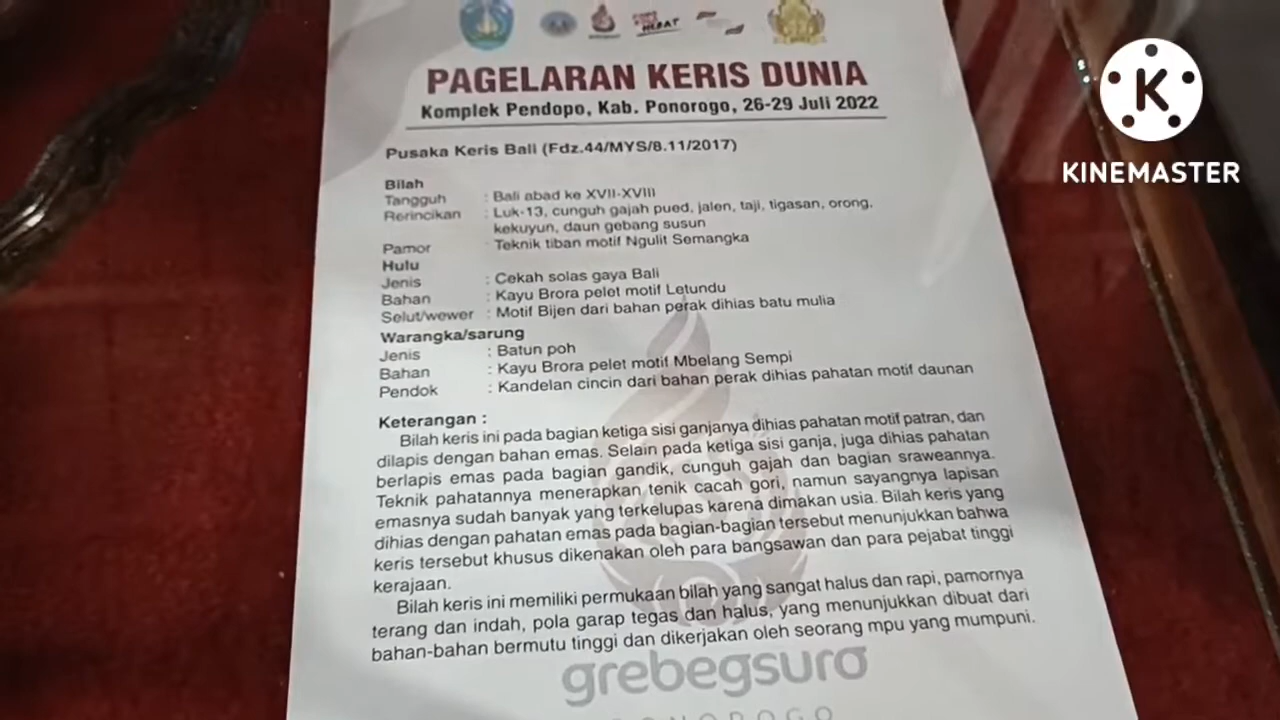 HEBAT
PAGELARAN KERIS DUNIA
Komplek Pendopo, Kab. Ponorogo, 26-29 Juli 2022
Pusaka Keris Bali (Fdz.44/MYS/8.11/2017)
Bilah
Tangguh : Bali abad ke XVII-XVIII
Rerincikan : Luk-13, cunguh gajah pued, jalen, taji, tigasan, orong,
kekuyun, daun gebang susun
Pamor : Teknik tiban motif Ngulit Semangka
Hulu
Jenis : Cekah solas gaya Bali
Bahan : Kayu Brora pelet motif Letundu
Selut/wewer : Motif Bijen dari bahan perak dihias batu mulia
Warangka/sarung
Jenis : Batun poh
Bahan : Kayu Brora pelet motif Mbelang Sempi
Pendok : Kandelan cincin dari bahan perak dihias pahatan motif daunan
Keterangan :
Bilah keris ini pada bagian ketiga sisi ganjanya dihias pahatan motif patran, dan
dilapis dengan bahan emas. Selain pada ketiga sisi ganja, juga dihias pahatan
berlapis emas pada bagian gandik, cunguh gajah dan bagian sraweannya.
Teknik pahatannya menerapkan tenik cacah gori, namun sayangnya lapisan
emasnya sudah banyak yang terkelupas karena dimakan usia. Bilah keris yang
dihias dengan pahatan emas pada bagian-bagian tersebut menunjukkan bahwa
keris tersebut khusus dikenakan oleh para bangsawan dan para pejabat tinggi
kerajaan.
Bilah keris ini memiliki permukaan bilah yang sangat halus dan rapi, pamornya
terang dan indah, pola garap tegas dan halus, yang menunjukkan dibuat dari
bahan-bahan bermutu tinggi dan dikerjakan oleh seorang mpu yang mumpuni.
grebegsuro
PONOROGO
K
KINEMASTER